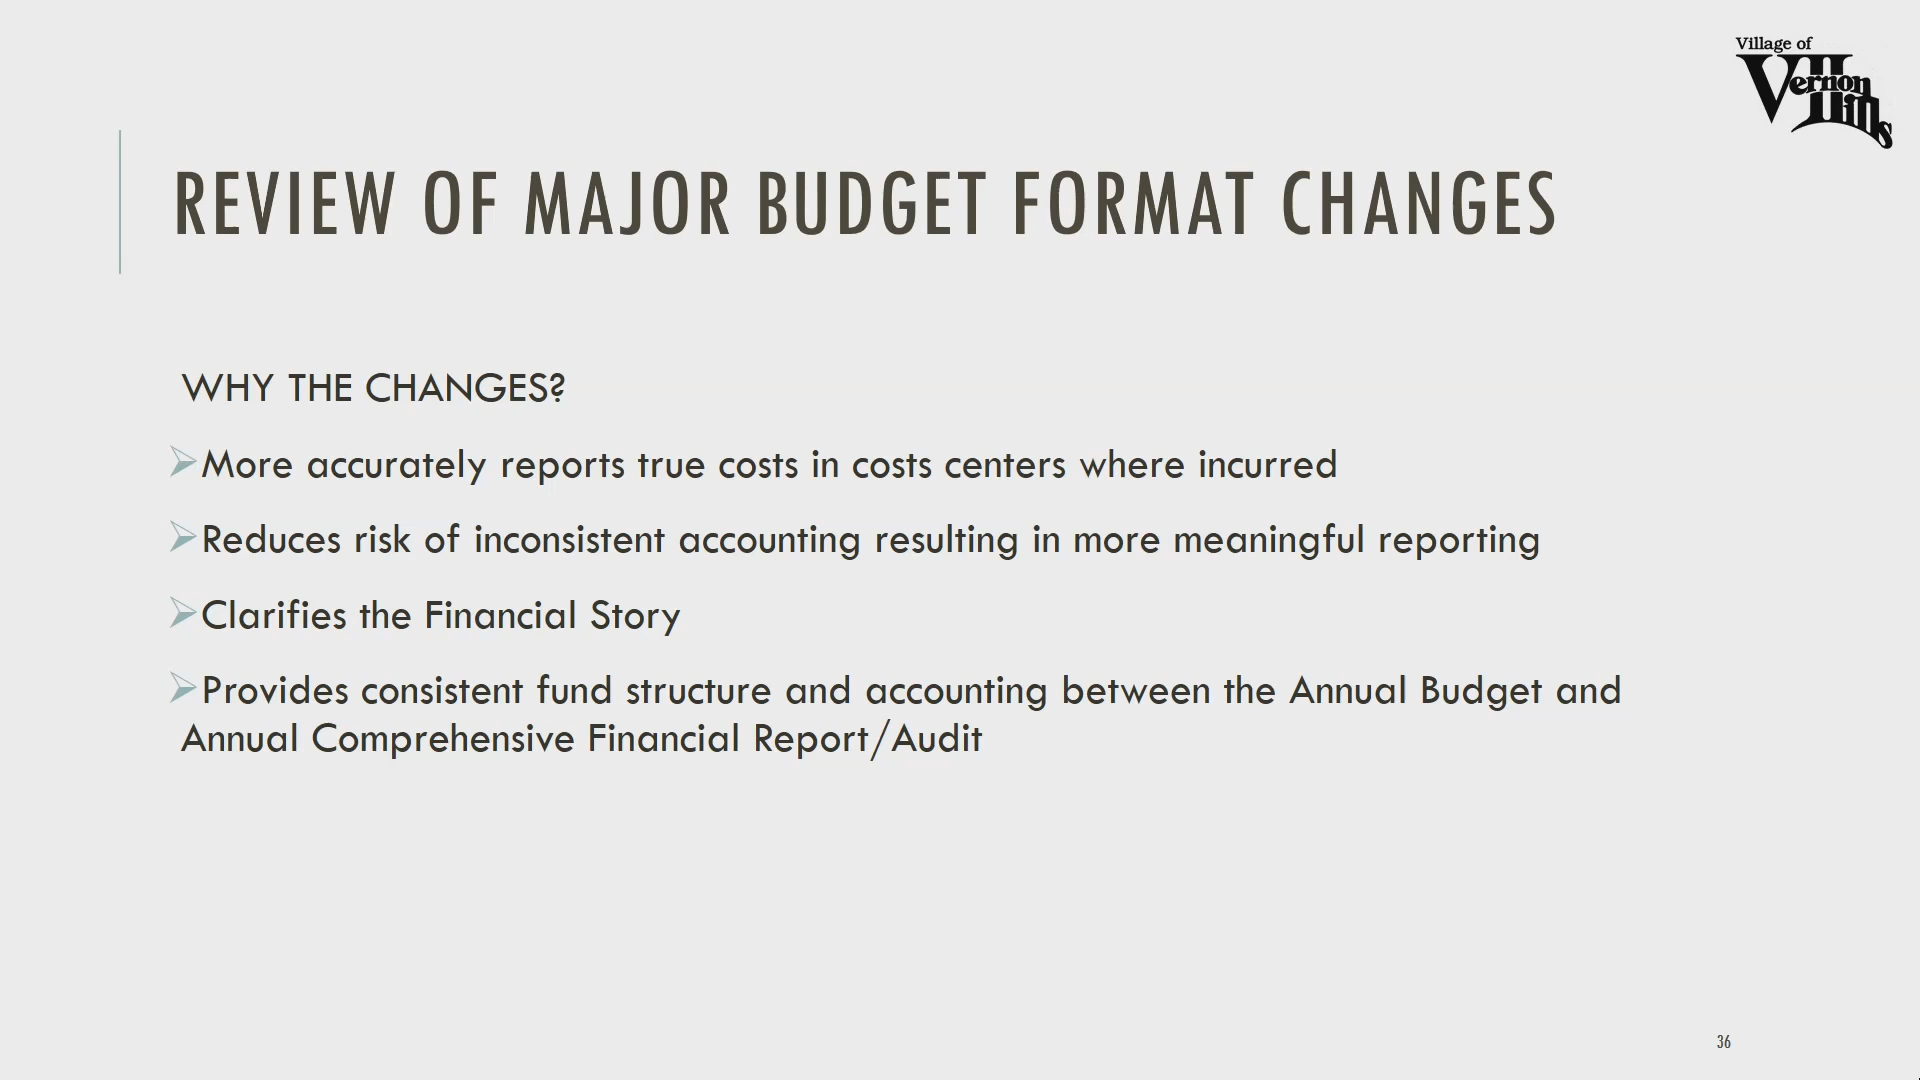 Village of
Vernon
Hills
REVIEW OF MAJOR BUDGET FORMAT CHANGES
WHY THE CHANGES?
More accurately reports true costs in costs centers where incurred
Reduces risk of inconsistent accounting resulting in more meaningful reporting
Clarifies the Financial Story
Provides consistent fund structure and accounting between the Annual Budget and
Annual Comprehensive Financial Report/Audit
36